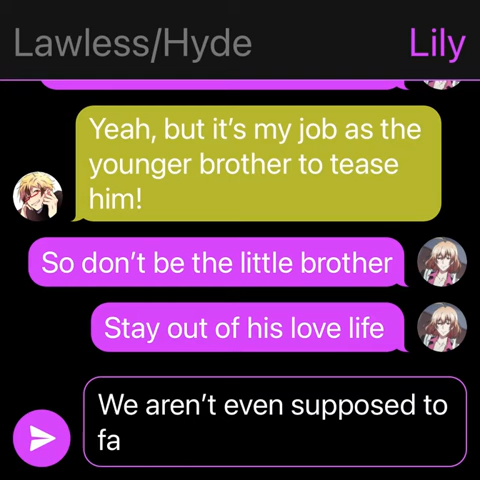 Lawless/Hyde
Lily
Yeah, but it's my job as the
younger brother to tease
him!
So don't be the little brother
Stay out of his love life
We aren't even supposed to
fa